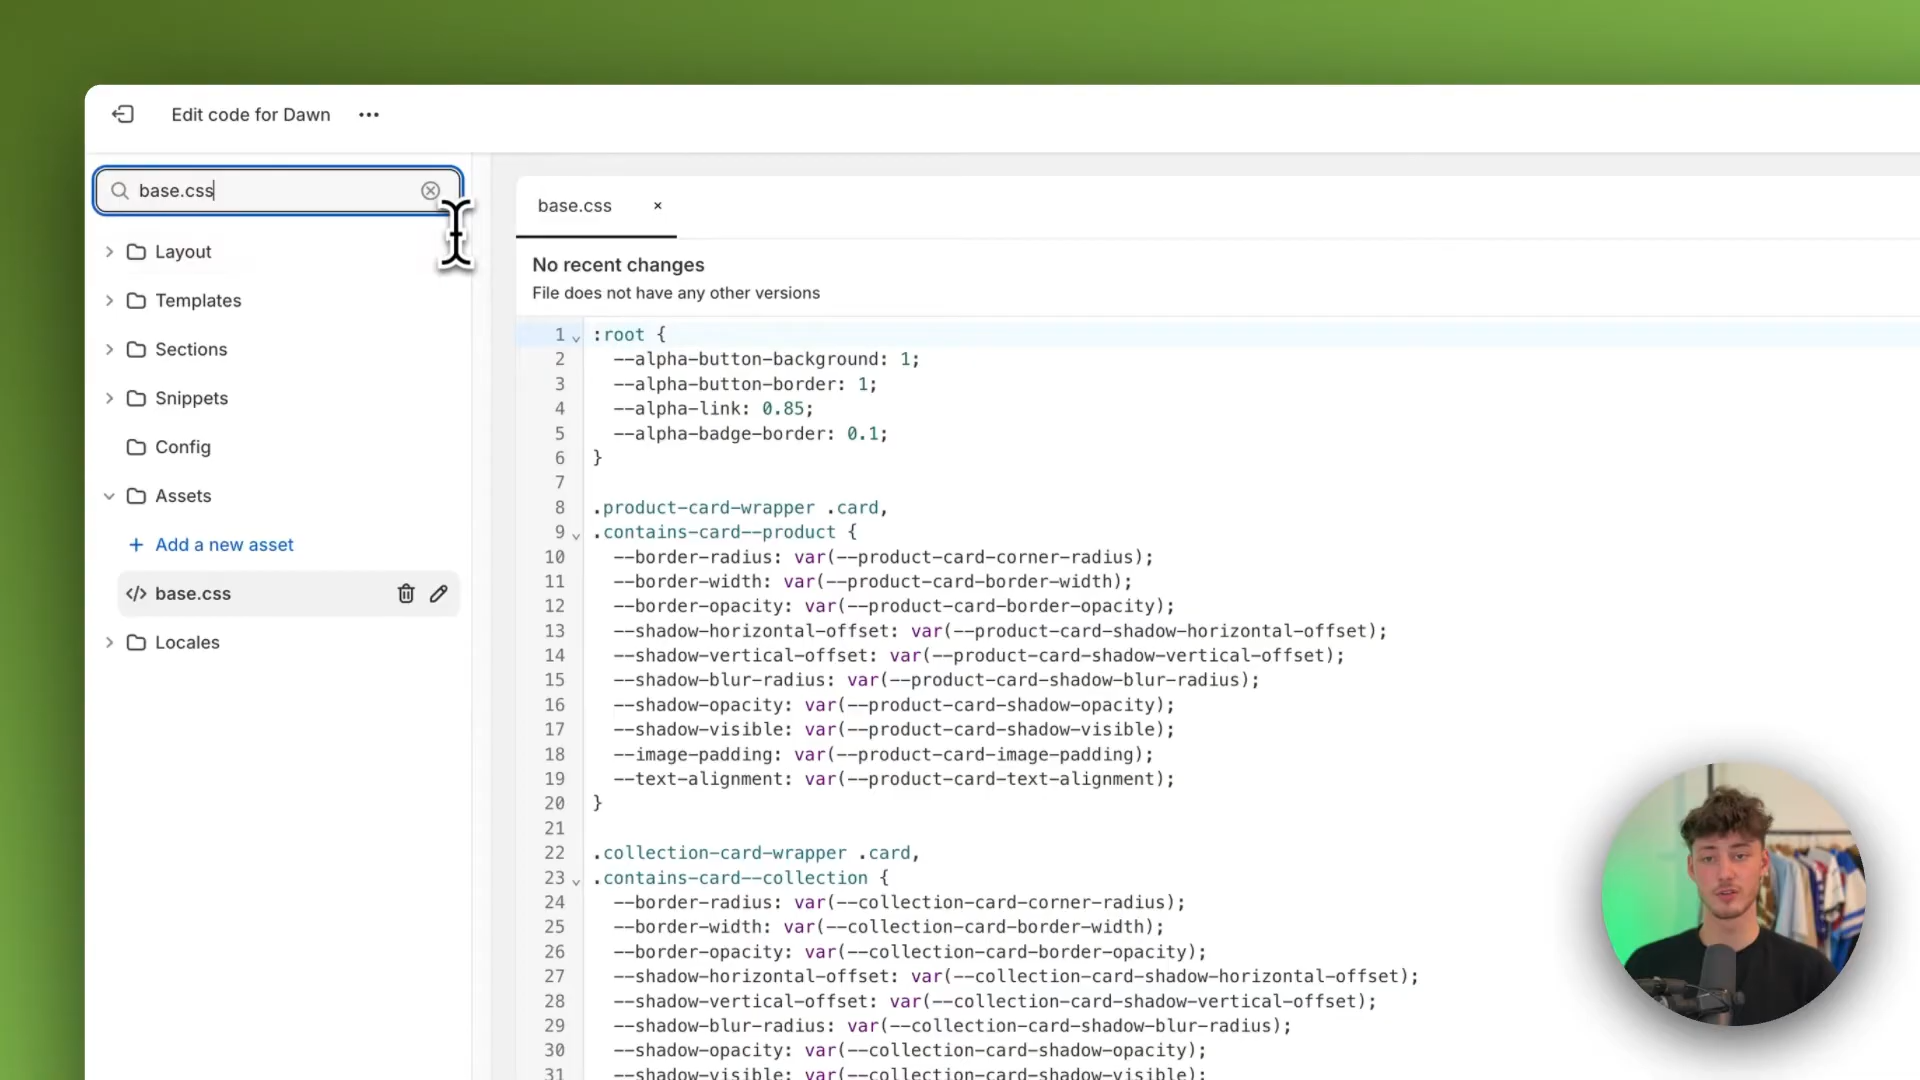 Edit code for Dawn
base.css
Layout
Templates
Sections
Snippets
Config
Assets
+ Add a new asset
</> base.css
Locales
base.css ×
No recent changes
File does not have any other versions
1 :root {
2 --alpha-button-background: 1;
3 --alpha-button-border: 1;
4 --alpha-link: 0.85;
5 --alpha-badge-border: 0.1;
6 }
7
8 .product-card-wrapper .card,
9 .contains-card--product {
10 --border-radius: var(--product-card-corner-radius);
11 --border-width: var(--product-card-border-width);
12 --border-opacity: var(--product-card-border-opacity);
13 --shadow-horizontal-offset: var(--product-card-shadow-horizontal-offset);
14 --shadow-vertical-offset: var(--product-card-shadow-vertical-offset);
15 --shadow-blur-radius: var(--product-card-shadow-blur-radius);
16 --shadow-opacity: var(--product-card-shadow-opacity);
17 --shadow-visible: var(--product-card-shadow-visible);
18 --image-padding: var(--product-card-image-padding);
19 --text-alignment: var(--product-card-text-alignment);
20 }
21
22 .collection-card-wrapper .card,
23 .contains-card--collection {
24 --border-radius: var(--collection-card-corner-radius);
25 --border-width: var(--collection-card-border-width);
26 --border-opacity: var(--collection-card-border-opacity);
27 --shadow-horizontal-offset: var(--collection-card-shadow-horizontal-offset);
28 --shadow-vertical-offset: var(--collection-card-shadow-vertical-offset);
29 --shadow-blur-radius: var(--collection-card-shadow-blur-radius);
30 --shadow-opacity: var(--collection-card-shadow-opacity);
31 --shadow-visible: var(--collection-card-shadow-visible);